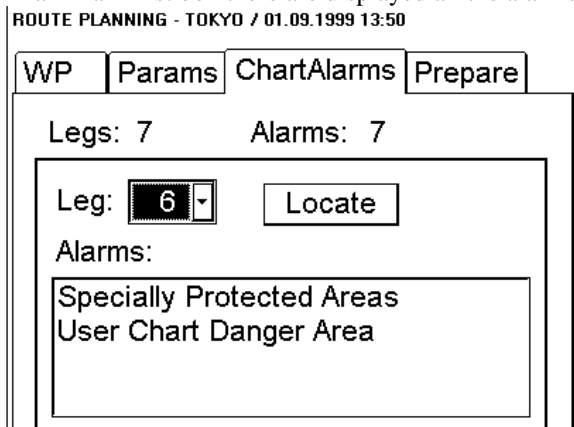 ROUTE PLANNING - TOKYO / 01.09.1999 13:50
WP Params ChartAlarms Prepare
Legs: 7 Alarms: 7
Leg: 6 Locate
Alarms:
Specially Protected Areas
User Chart Danger Area